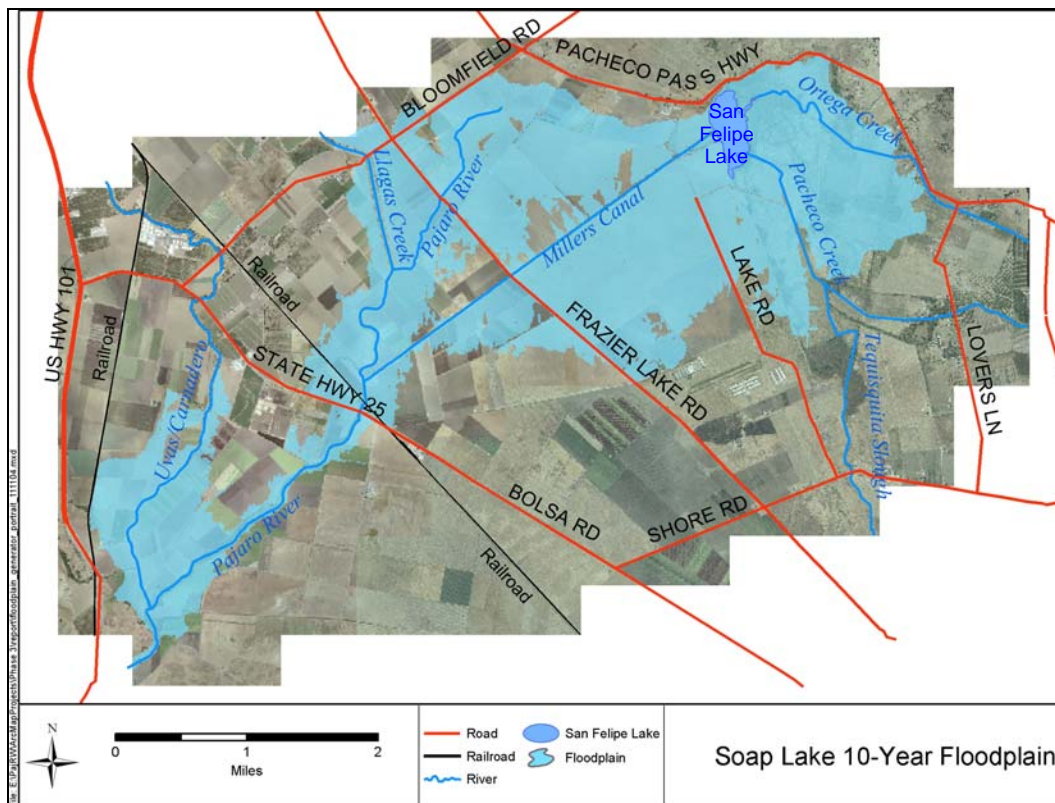 BLOOMFIELD RD
PACHECO PASS HWY
Ortega Creek
San
Felipe
Lake
Llagas Creek
Pajaro River
Millers Canal
Pacheco Creek
US HWY 101
Railroad
Railroad
LAKE RD
Uvas/Carnadero
STATE HWY 25
FRAZIER LAKE RD
LOVERS LN
Tequisquita Slough
Pajaro River
BOLSA RD
SHORE RD
Railroad
N
0 1 2
Miles
Road
Railroad
River
San Felipe Lake
Floodplain
Soap Lake 10-Year Floodplain